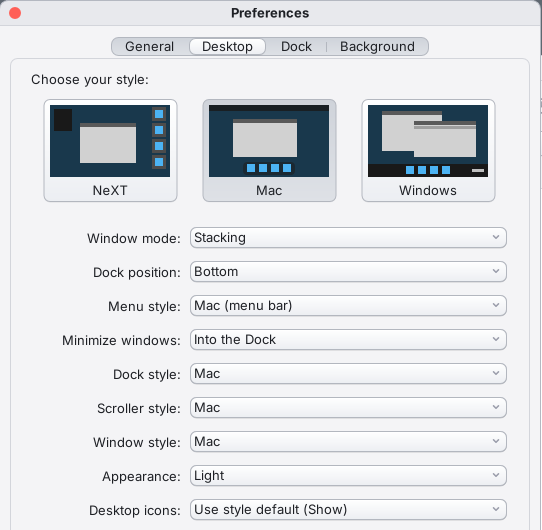 Preferences
General Desktop Dock Background
Choose your style:
NeXT Mac Windows
Window mode: Stacking
Dock position: Bottom
Menu style: Mac (menu bar)
Minimize windows: Into the Dock
Dock style: Mac
Scroller style: Mac
Window style: Mac
Appearance: Light
Desktop icons: Use style default (Show)